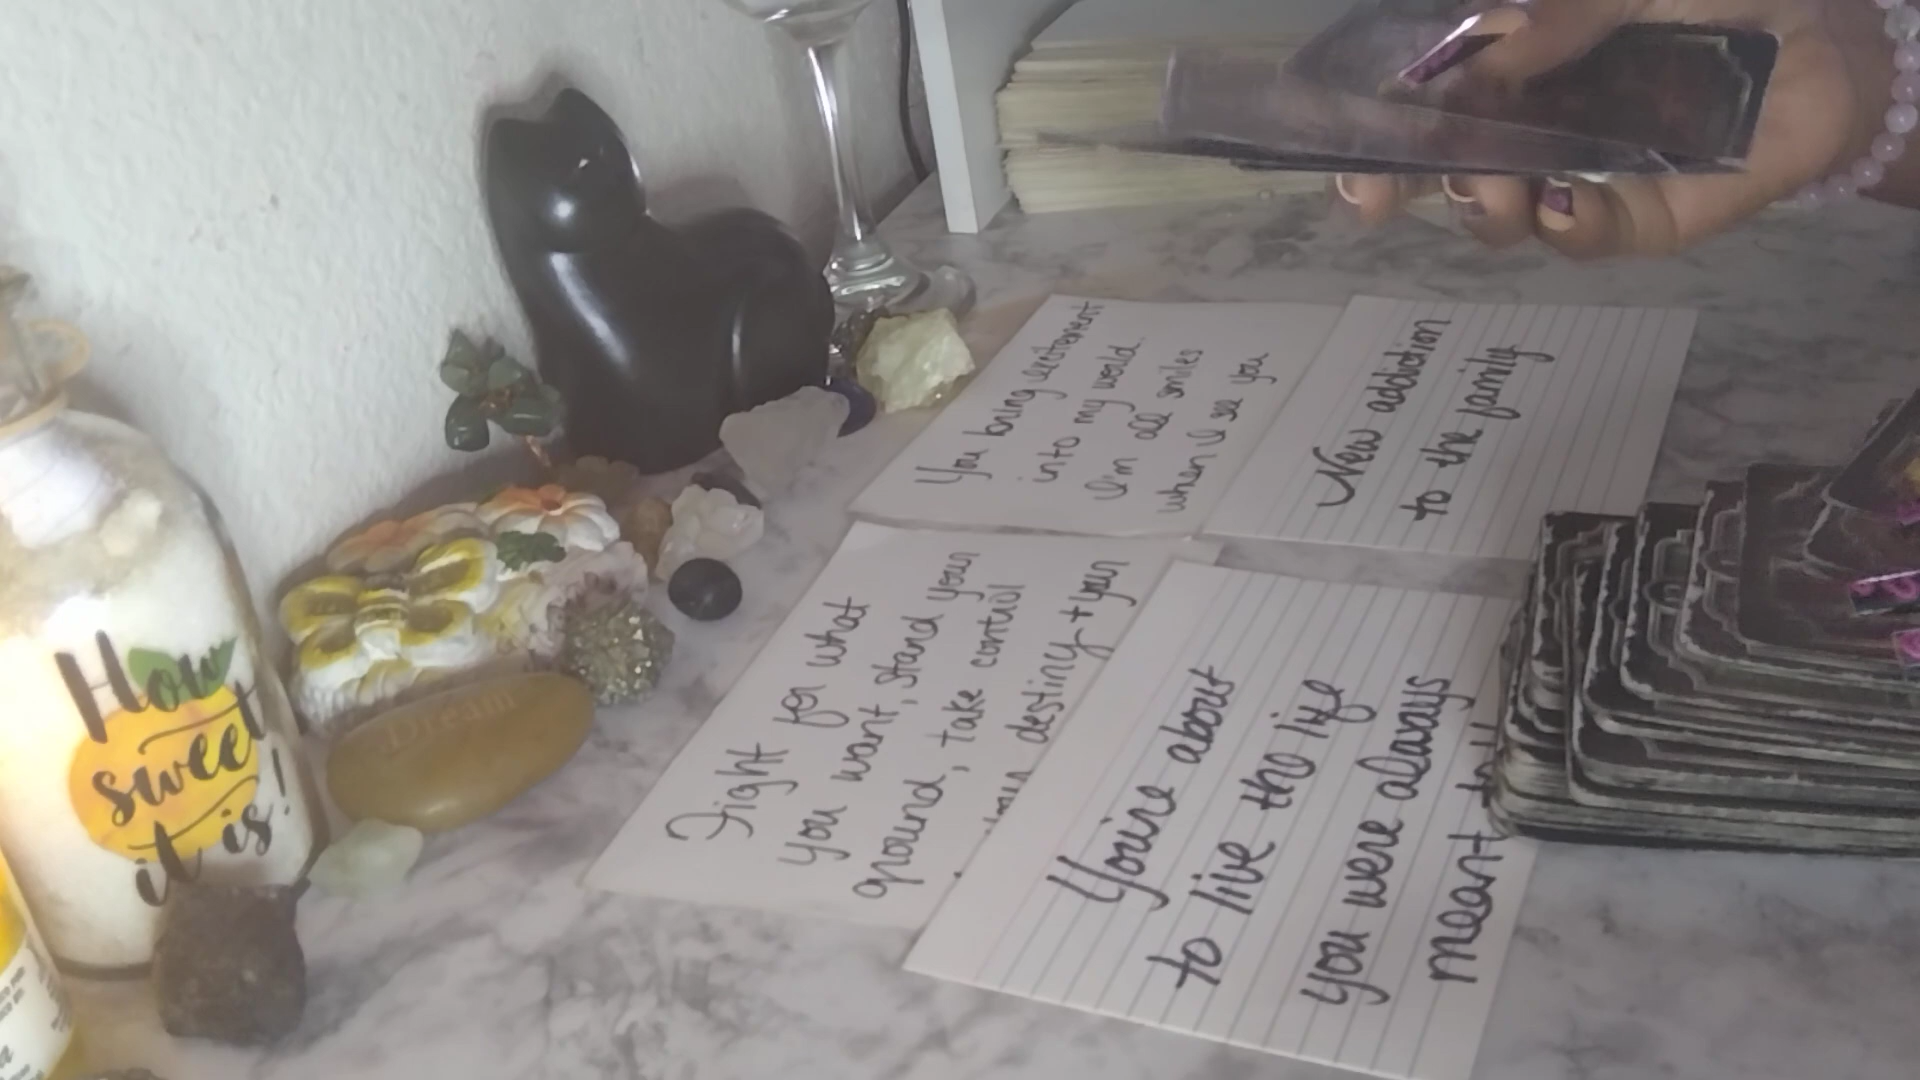 How
sweet
it is!
Dream
You bring excitement
into my world.
I'm all smiles
when I see you
New addition
to the family
Fight for what
you want, stand your
ground, take control
your destiny + your
You're about
to live the life
you were always
meant